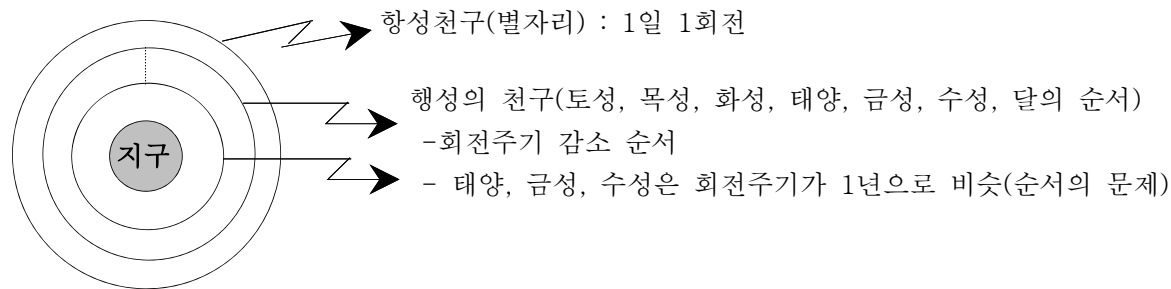 항성천구(별자리) : 1일 1회전
행성의 천구(토성, 목성, 화성, 태양, 금성, 수성, 달의 순서)
-회전주기 감소 순서
- 태양, 금성, 수성은 회전주기가 1년으로 비슷(순서의 문제)
지구